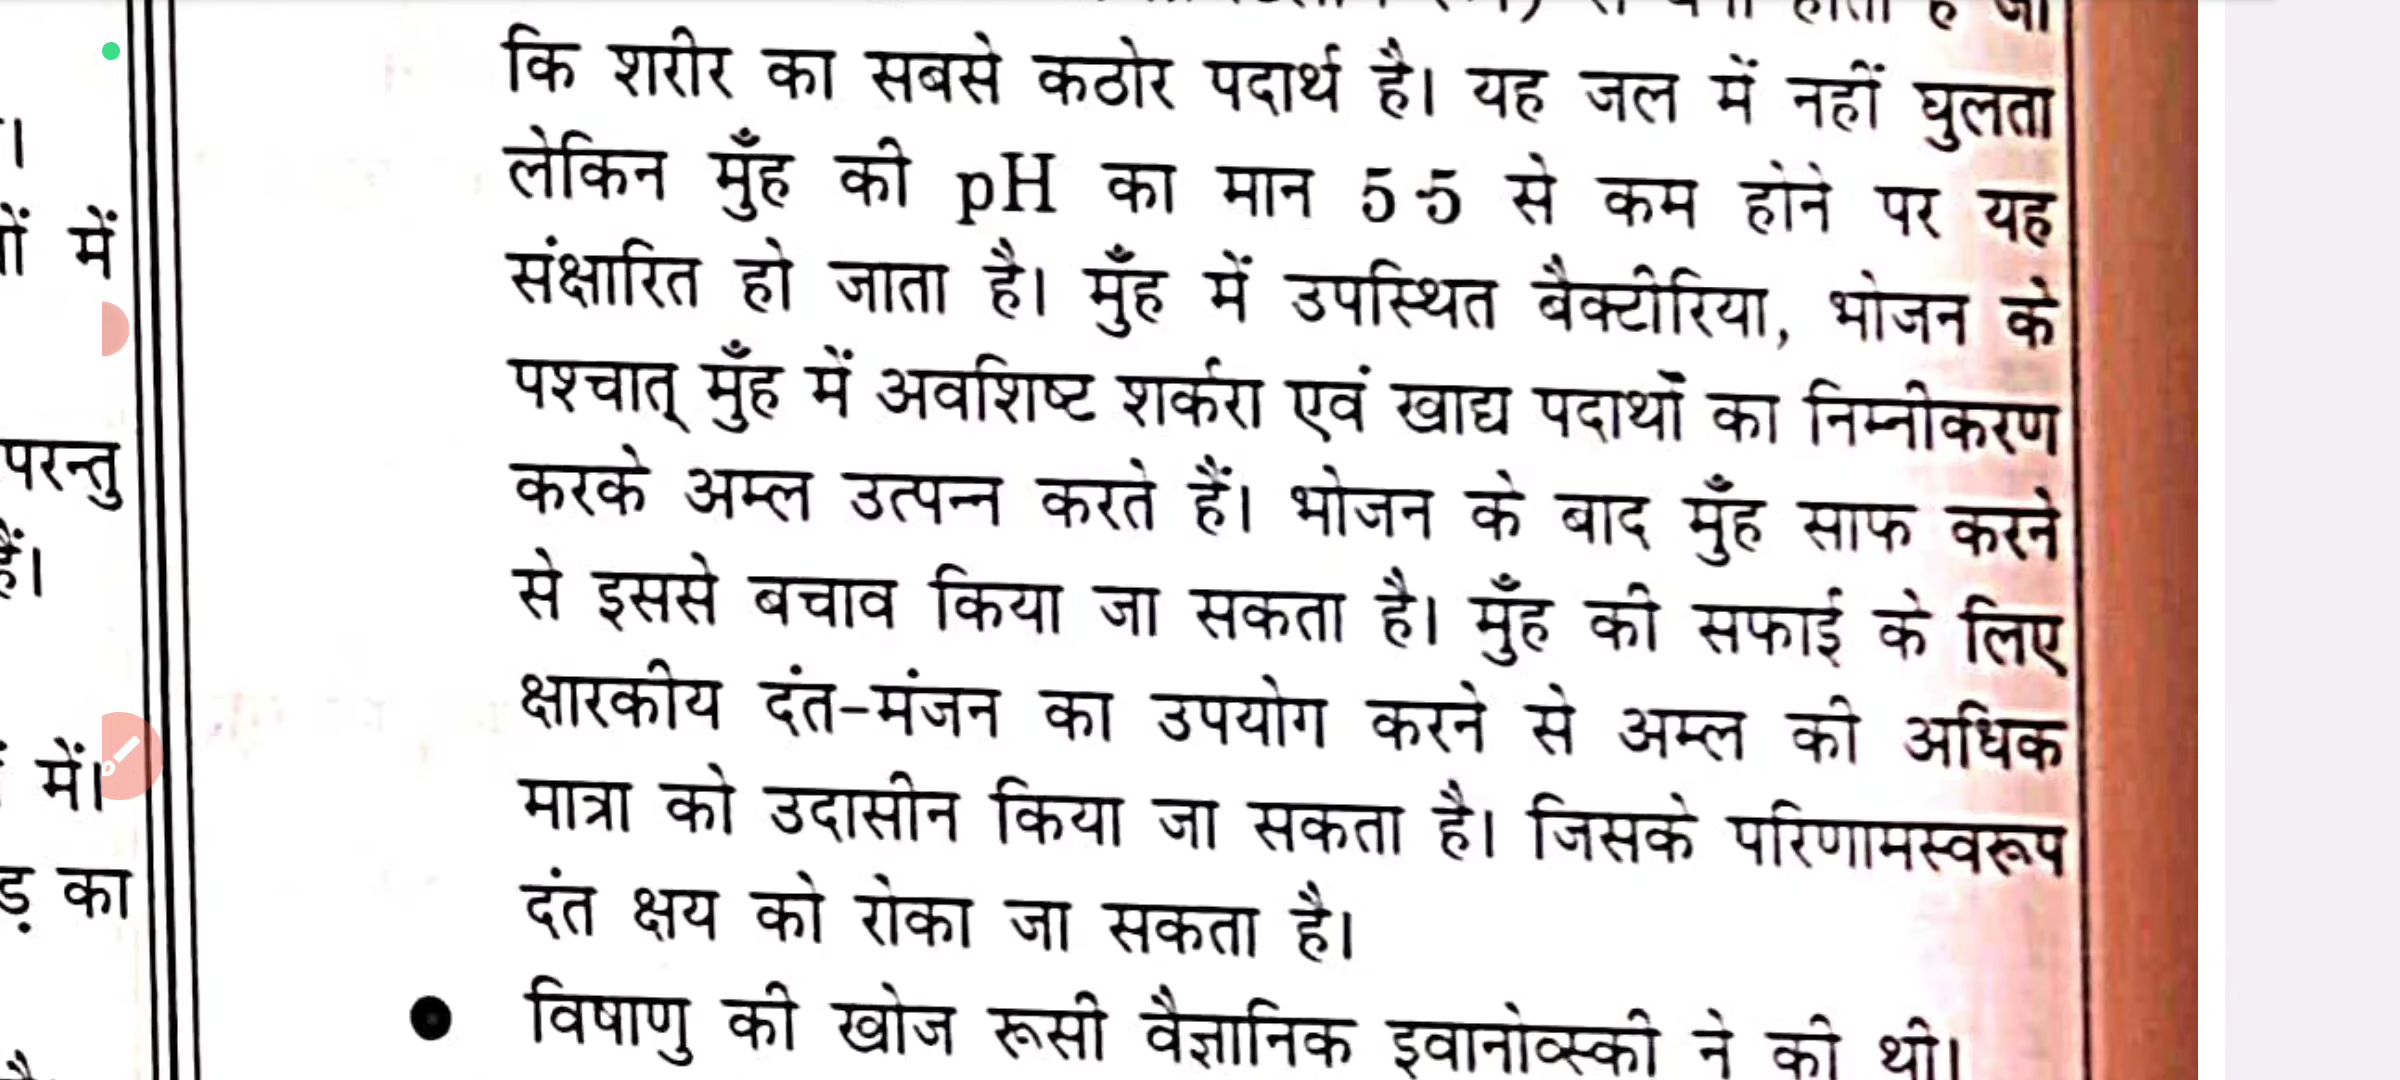 कि शरीर का सबसे कठोर पदार्थ है। यह जल में नहीं घुलता
लेकिन मुँह की pH का मान 5·5 से कम होने पर यह
संक्षारित हो जाता है। मुँह में उपस्थित बैक्टीरिया, भोजन के
पश्चात् मुँह में अवशिष्ट शर्करा एवं खाद्य पदार्थों का निम्नीकरण
करके अम्ल उत्पन्न करते हैं। भोजन के बाद मुँह साफ करने
से इससे बचाव किया जा सकता है। मुँह की सफाई के लिए
क्षारकीय दंत-मंजन का उपयोग करने से अम्ल की अधिक
मात्रा को उदासीन किया जा सकता है। जिसके परिणामस्वरूप
दंत क्षय को रोका जा सकता है।
● विषाणु की खोज रूसी वैज्ञानिक इवानोव्स्की ने की थी।
में
परन्तु
हैं।
में।
का